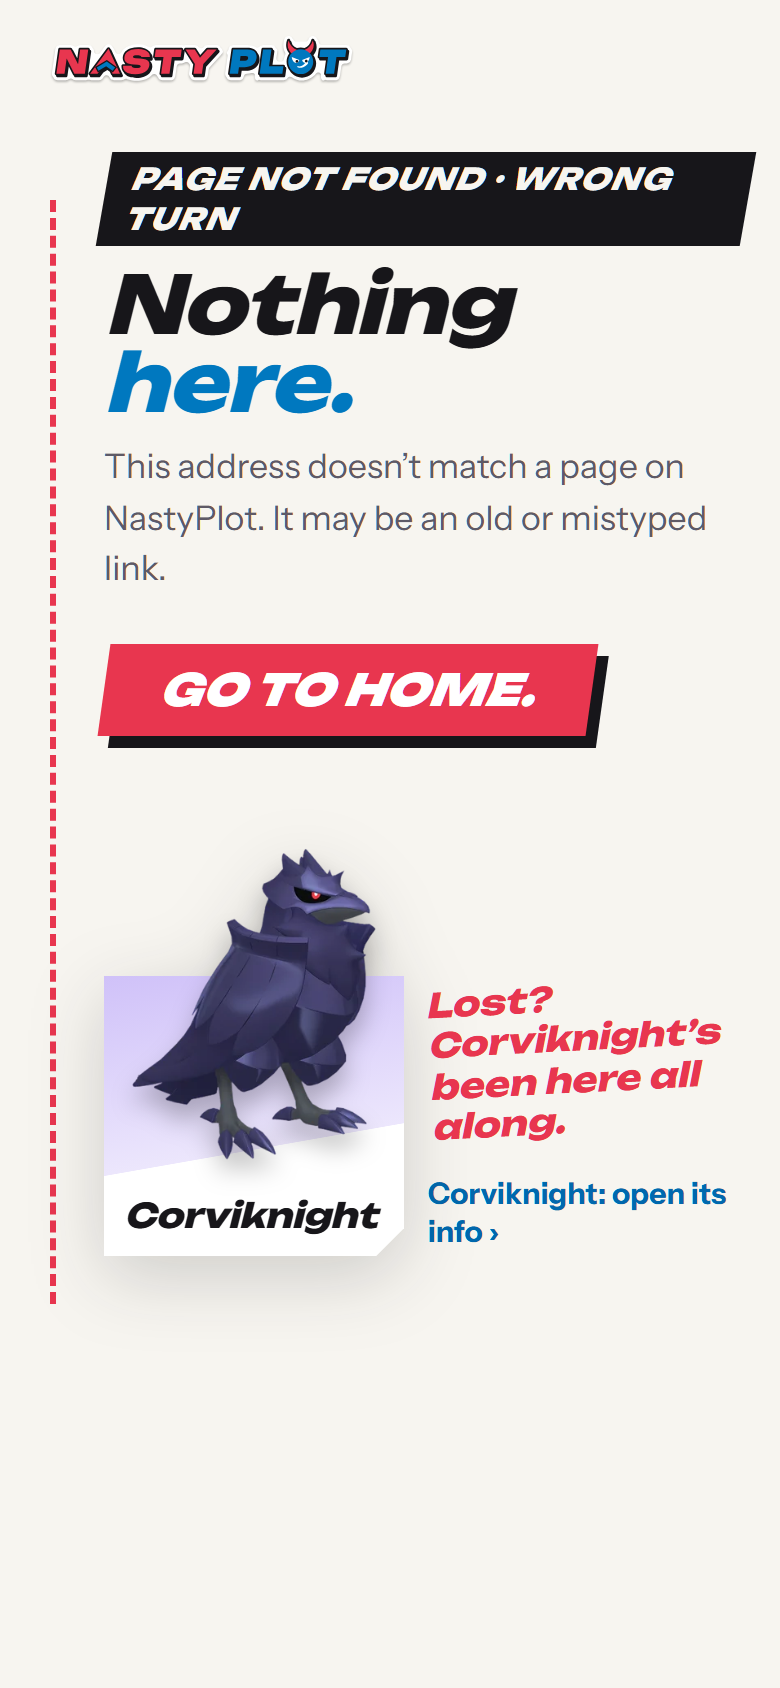 NASTY PLOT
PAGE NOT FOUND · WRONG
TURN
Nothing
here.
This address doesn’t match a page on
NastyPlot. It may be an old or mistyped
link.
GO TO HOME.
Lost?
Corviknight’s
been here all
along.
Corviknight
Corviknight: open its
info ›